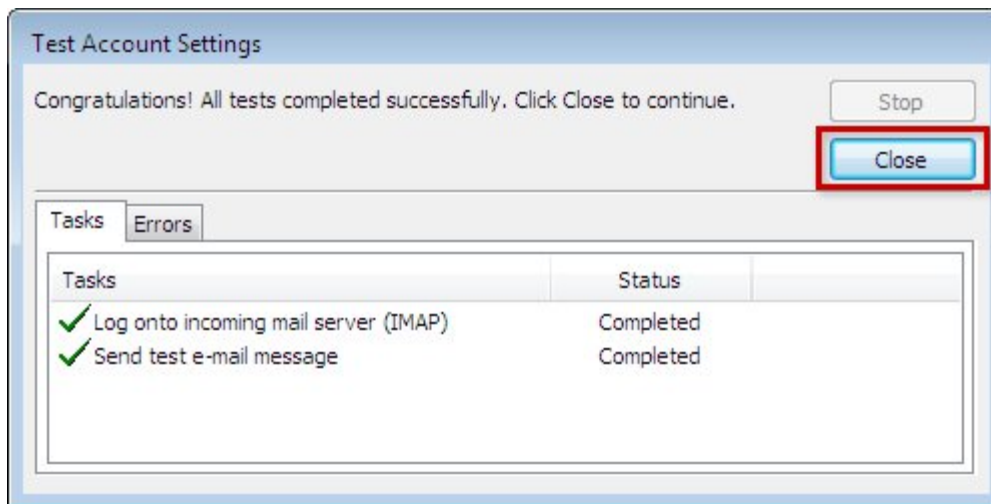 Test Account Settings
Congratulations! All tests completed successfully. Click Close to continue.
Stop
Close
Tasks Errors
Tasks Status
Log onto incoming mail server (IMAP) Completed
Send test e-mail message Completed